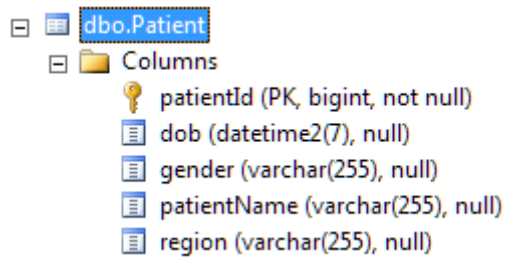 dbo.Patient
Columns
patientId (PK, bigint, not null)
dob (datetime2(7), null)
gender (varchar(255), null)
patientName (varchar(255), null)
region (varchar(255), null)